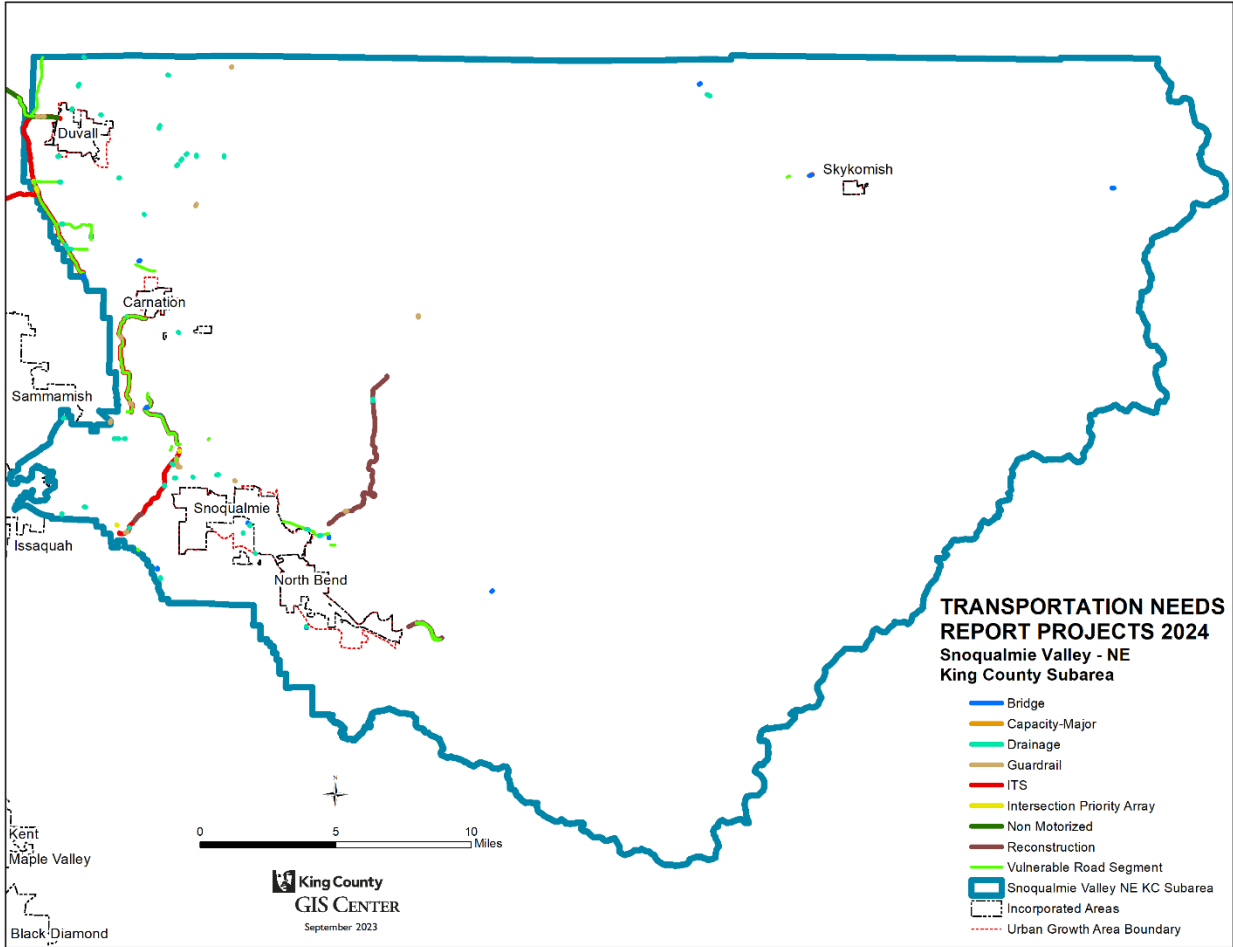 Duvall
Skykomish
Carnation
Sammamish
Snoqualmie
Issaquah
North Bend
TRANSPORTATION NEEDS
REPORT PROJECTS 2024
Snoqualmie Valley - NE
King County Subarea
Bridge
Capacity-Major
Drainage
Guardrail
ITS
Intersection Priority Array
Non Motorized
Reconstruction
Vulnerable Road Segment
Snoqualmie Valley NE KC Subarea
Incorporated Areas
Urban Growth Area Boundary
N
0 5 10
Miles
Kent
Maple Valley
Black Diamond
King County
GIS CENTER
September 2023